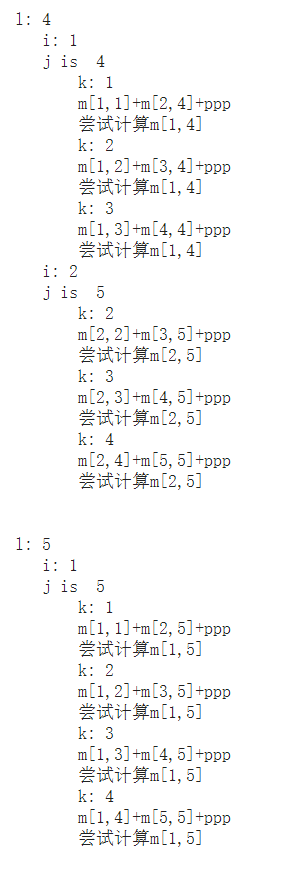 l: 4
i: 1
j is  4
k: 1
m[1,1]+m[2,4]+ppp
尝试计算m[1,4]
k: 2
m[1,2]+m[3,4]+ppp
尝试计算m[1,4]
k: 3
m[1,3]+m[4,4]+ppp
尝试计算m[1,4]
i: 2
j is  5
k: 2
m[2,2]+m[3,5]+ppp
尝试计算m[2,5]
k: 3
m[2,3]+m[4,5]+ppp
尝试计算m[2,5]
k: 4
m[2,4]+m[5,5]+ppp
尝试计算m[2,5]
l: 5
i: 1
j is  5
k: 1
m[1,1]+m[2,5]+ppp
尝试计算m[1,5]
k: 2
m[1,2]+m[3,5]+ppp
尝试计算m[1,5]
k: 3
m[1,3]+m[4,5]+ppp
尝试计算m[1,5]
k: 4
m[1,4]+m[5,5]+ppp
尝试计算m[1,5]